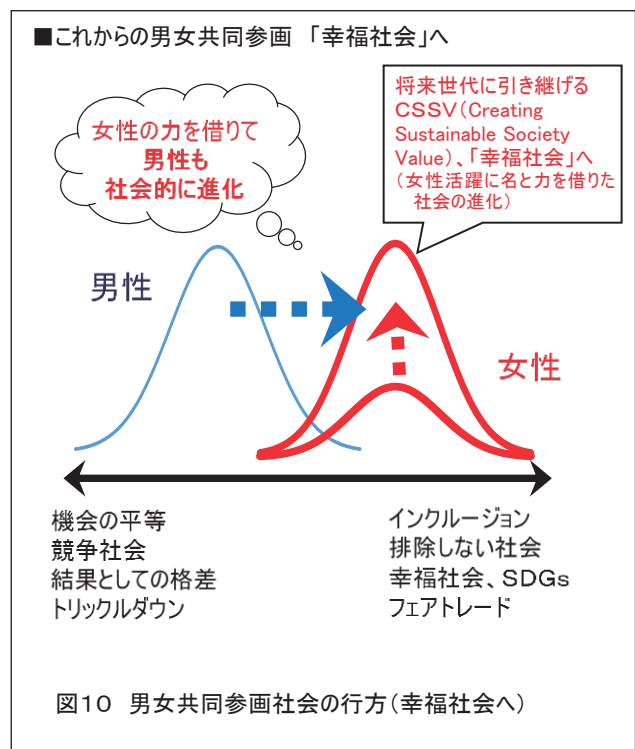 ■これからの男女共同参画 「幸福社会」へ
女性の力を借りて
男性も
社会的に進化
将来世代に引き継げる
CSSV(Creating
Sustainable Society
Value)、「幸福社会」へ
(女性活躍に名と力を借りた
社会の進化)
男性
女性
機会の平等
競争社会
結果としての格差
トリックルダウン
インクルージョン
排除しない社会
幸福社会、SDGs
フェアトレード
図10 男女共同参画社会の行方(幸福社会へ)